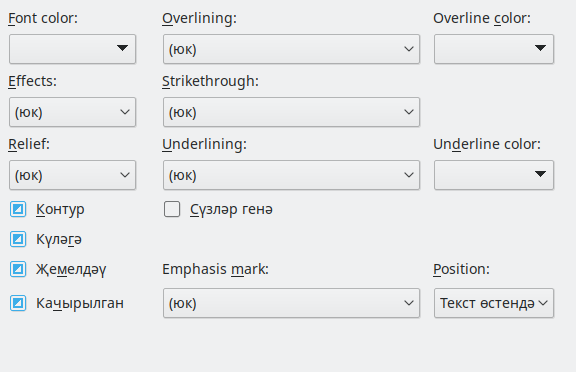 Font color: Overlining: Overline color:
(юк)
Effects: Strikethrough:
(юк) (юк)
Relief: Underlining: Underline color:
(юк) (юк)
Контур Сүзләр генә
Күләгә
Җемелдәү Emphasis mark: Position:
Качырылган (юк) Текст өстендә